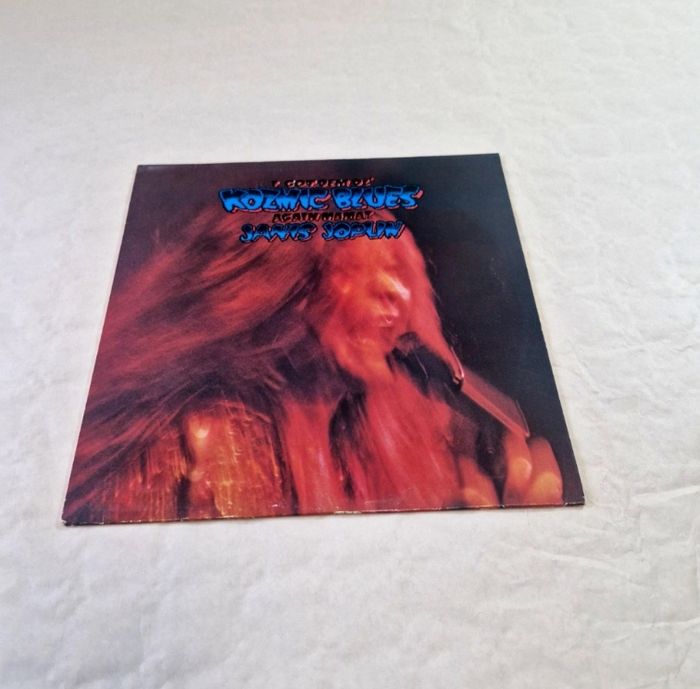 I GOT DEM OL'
KOZMIC BLUES
AGAIN MAMA!
JANIS JOPLIN